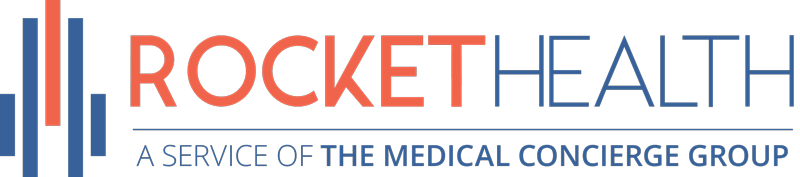 ROCKETHEALTH
A SERVICE OF THE MEDICAL CONCIERGE GROUP